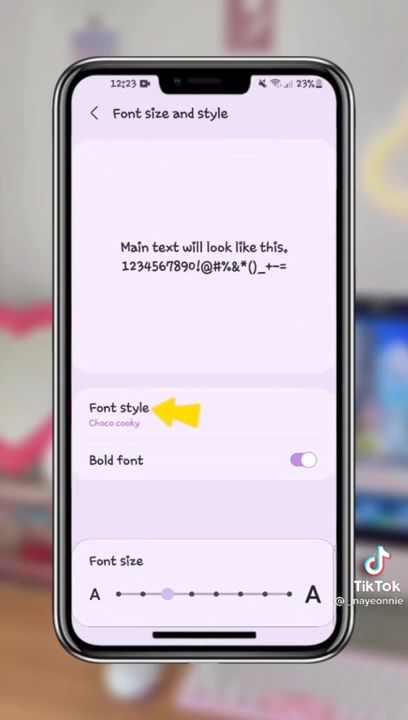 12:23 23%
Font size and style
Main text will look like this.
1234567890!@#%&*()_+-=
Font style
Choco cooky
Bold font
Font size
A A
TikTok
@_nayeonnie